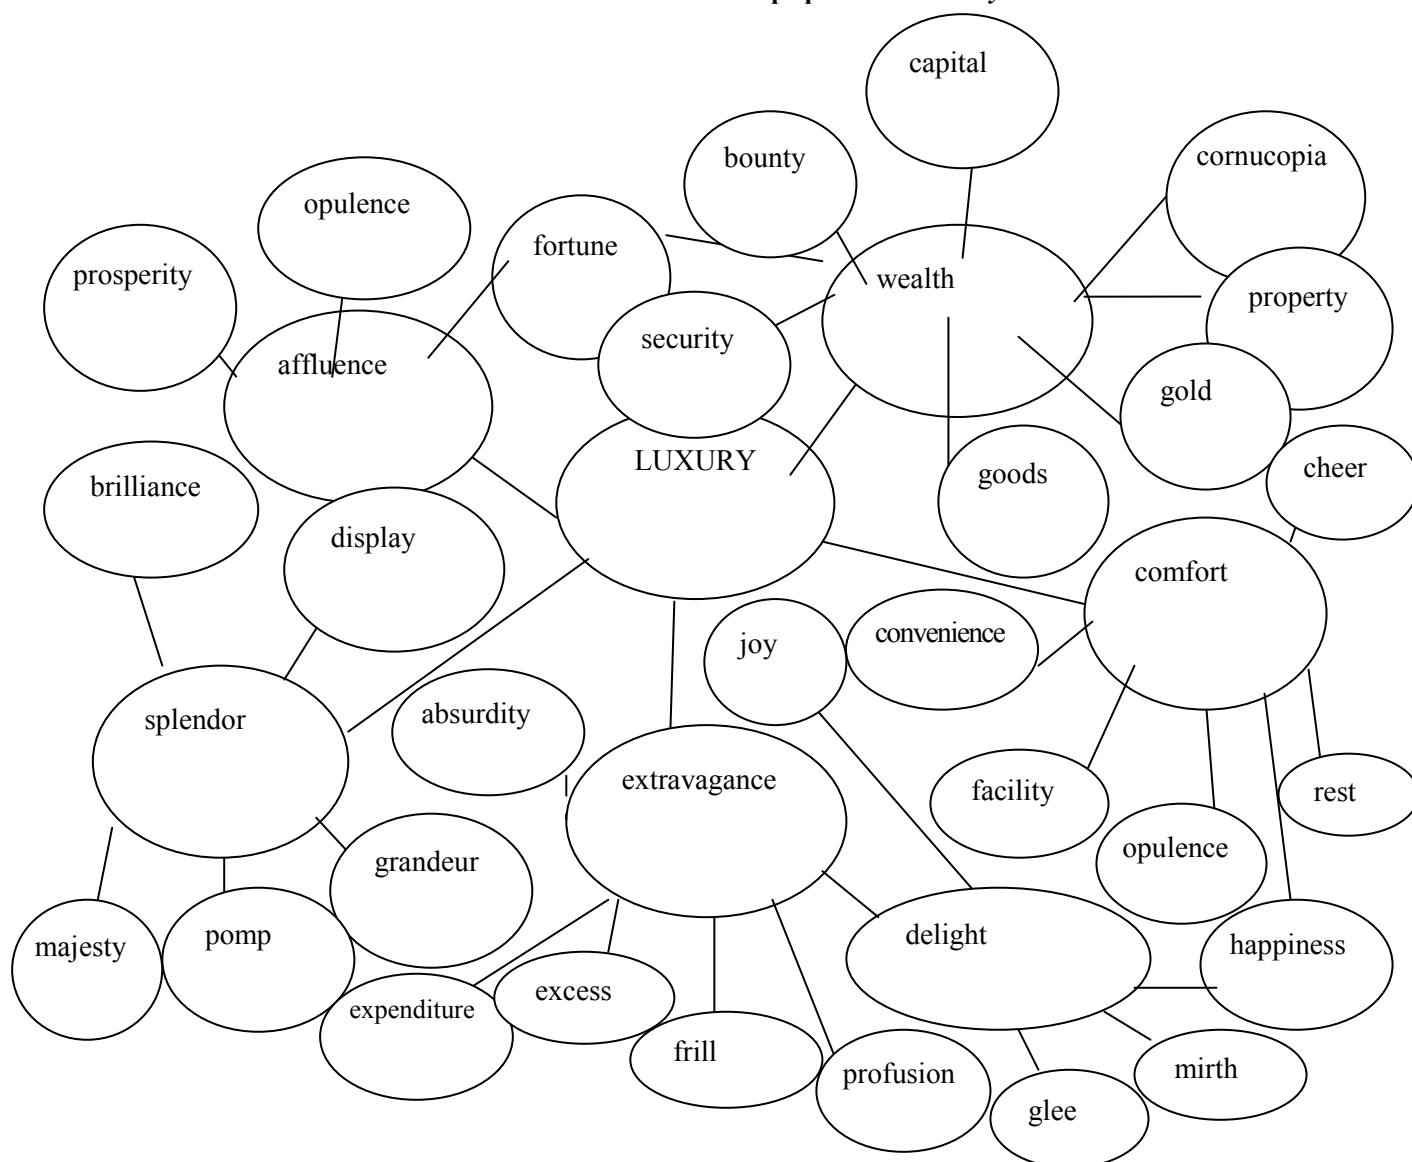 capital
bounty
cornucopia
opulence
fortune
prosperity
wealth
property
security
affluence
gold
LUXURY
cheer
goods
brilliance
display
comfort
convenience
joy
absurdity
splendor
extravagance
facility
rest
opulence
grandeur
delight
happiness
majesty
pomp
excess
expenditure
frill
profusion
mirth
glee